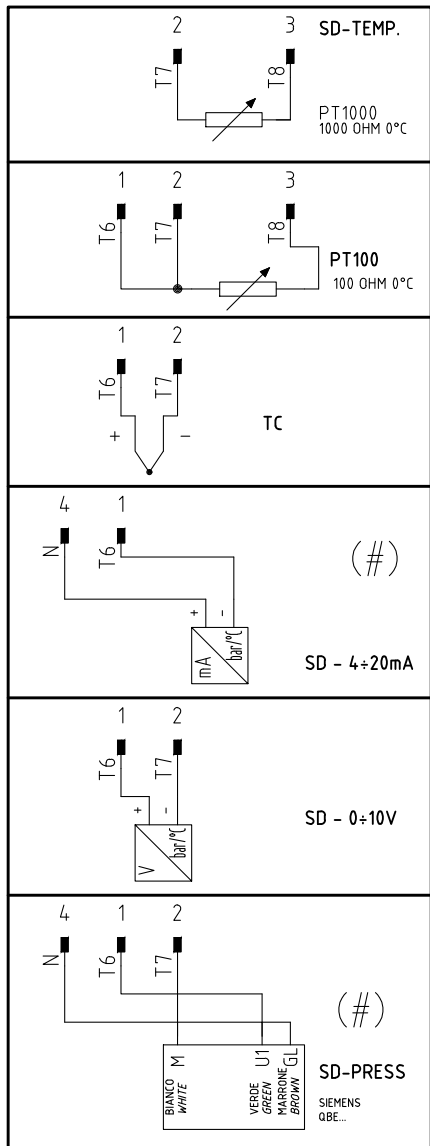 2 3 SD-TEMP.
T7 T8
PT1000
1000 OHM 0°C
1 2 3
T6 T7 T8
PT100
100 OHM 0°C
1 2
T6 T7
+ -
TC
4 1
N T6
(#)
+ -
mA bar/°C
SD - 4÷20mA
1 2
T6 T7
+ -
V bar/°C
SD - 0÷10V
4 1 2
N T6 T7
(#)
M U1 GL
BIANCO VERDE MARRONE
WHITE GREEN BROWN
SD-PRESS
SIEMENS
QBE...